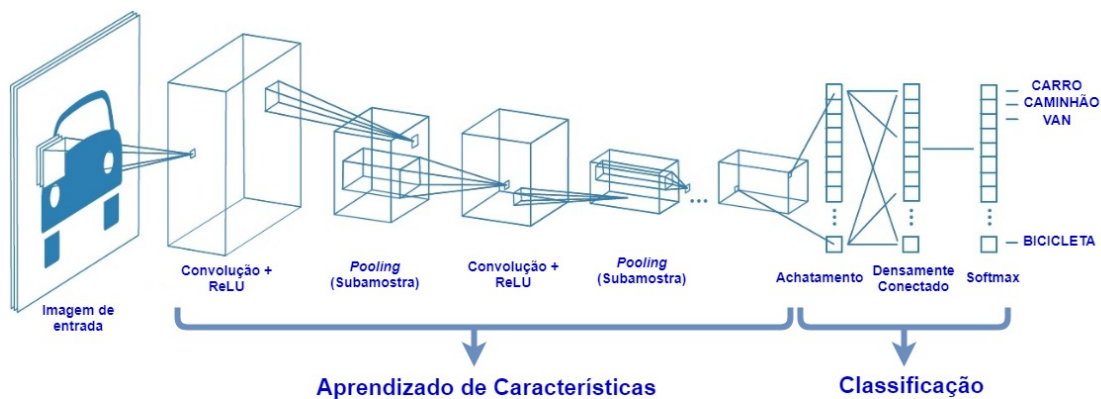 CARRO
CAMINHÃO
VAN
BICICLETA
Imagem de
entrada
Convolução +
ReLU
Pooling
(Subamostra)
Convolução +
ReLU
Pooling
(Subamostra)
...
Achatamento
Densamente
Conectado
Softmax
Aprendizado de Características
Classificação